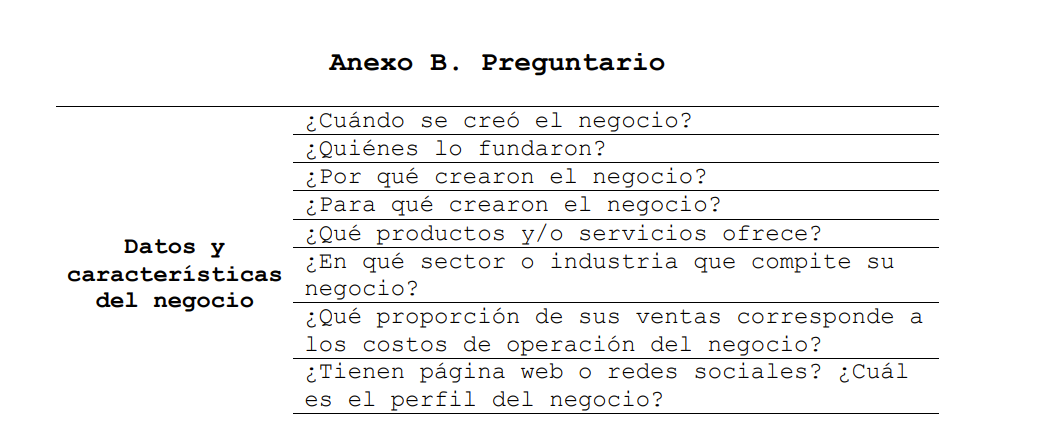 Anexo B. Preguntario
Datos y
características
del negocio
¿Cuándo se creó el negocio?
¿Quiénes lo fundaron?
¿Por qué crearon el negocio?
¿Para qué crearon el negocio?
¿Qué productos y/o servicios ofrece?
¿En qué sector o industria que compite su
negocio?
¿Qué proporción de sus ventas corresponde a
los costos de operación del negocio?
¿Tienen página web o redes sociales? ¿Cuál
es el perfil del negocio?